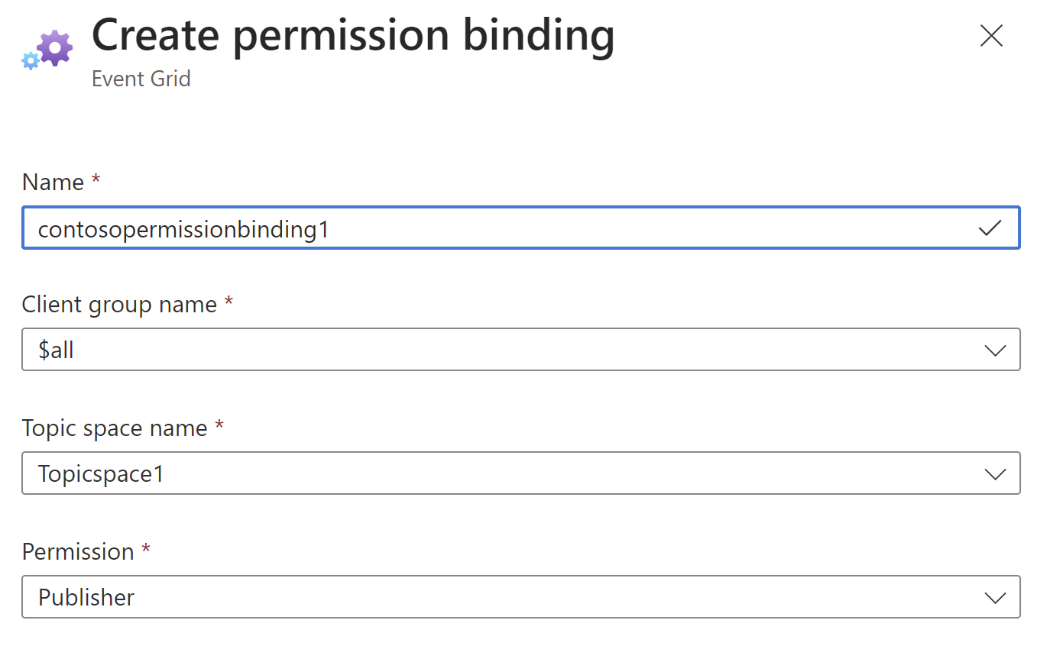 Create permission binding
Event Grid
Name *
contosopermissionbinding1
Client group name *
$all
Topic space name *
Topicspace1
Permission *
Publisher